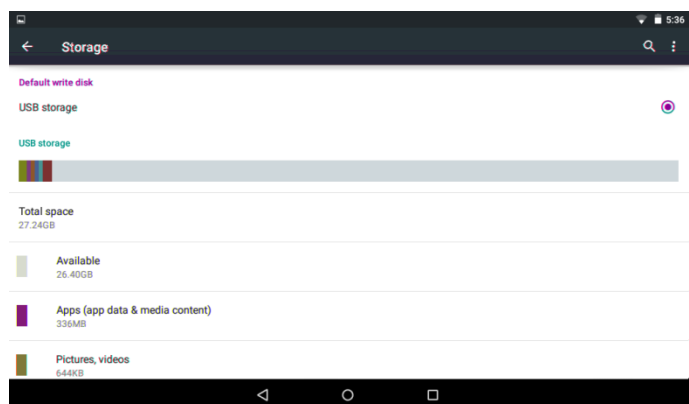 5:36
Storage
Default write disk
USB storage
USB storage
Total space
27.24GB
Available
26.40GB
Apps (app data & media content)
336MB
Pictures, videos
644KB